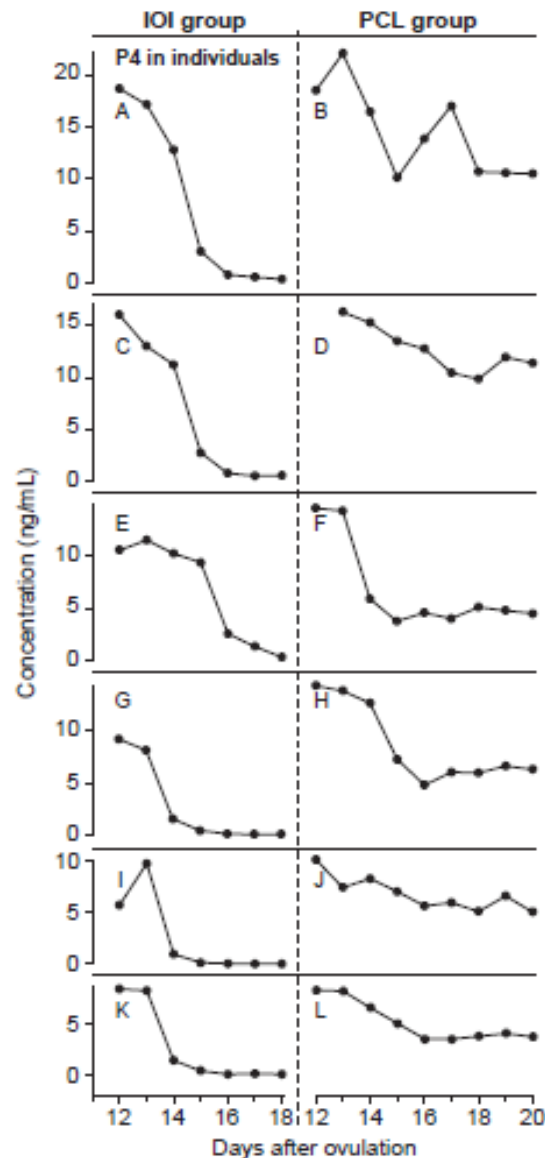 IOI group PCL group
P4 in individuals
20
15
10
5
0
A B
15
10
5
0
C D
10
5
0
E F
10
5
0
G H
10
5
0
I J
5
0
K L
12 14 16 18 12 14 16 18 20
Days after ovulation
Concentration (ng/mL)